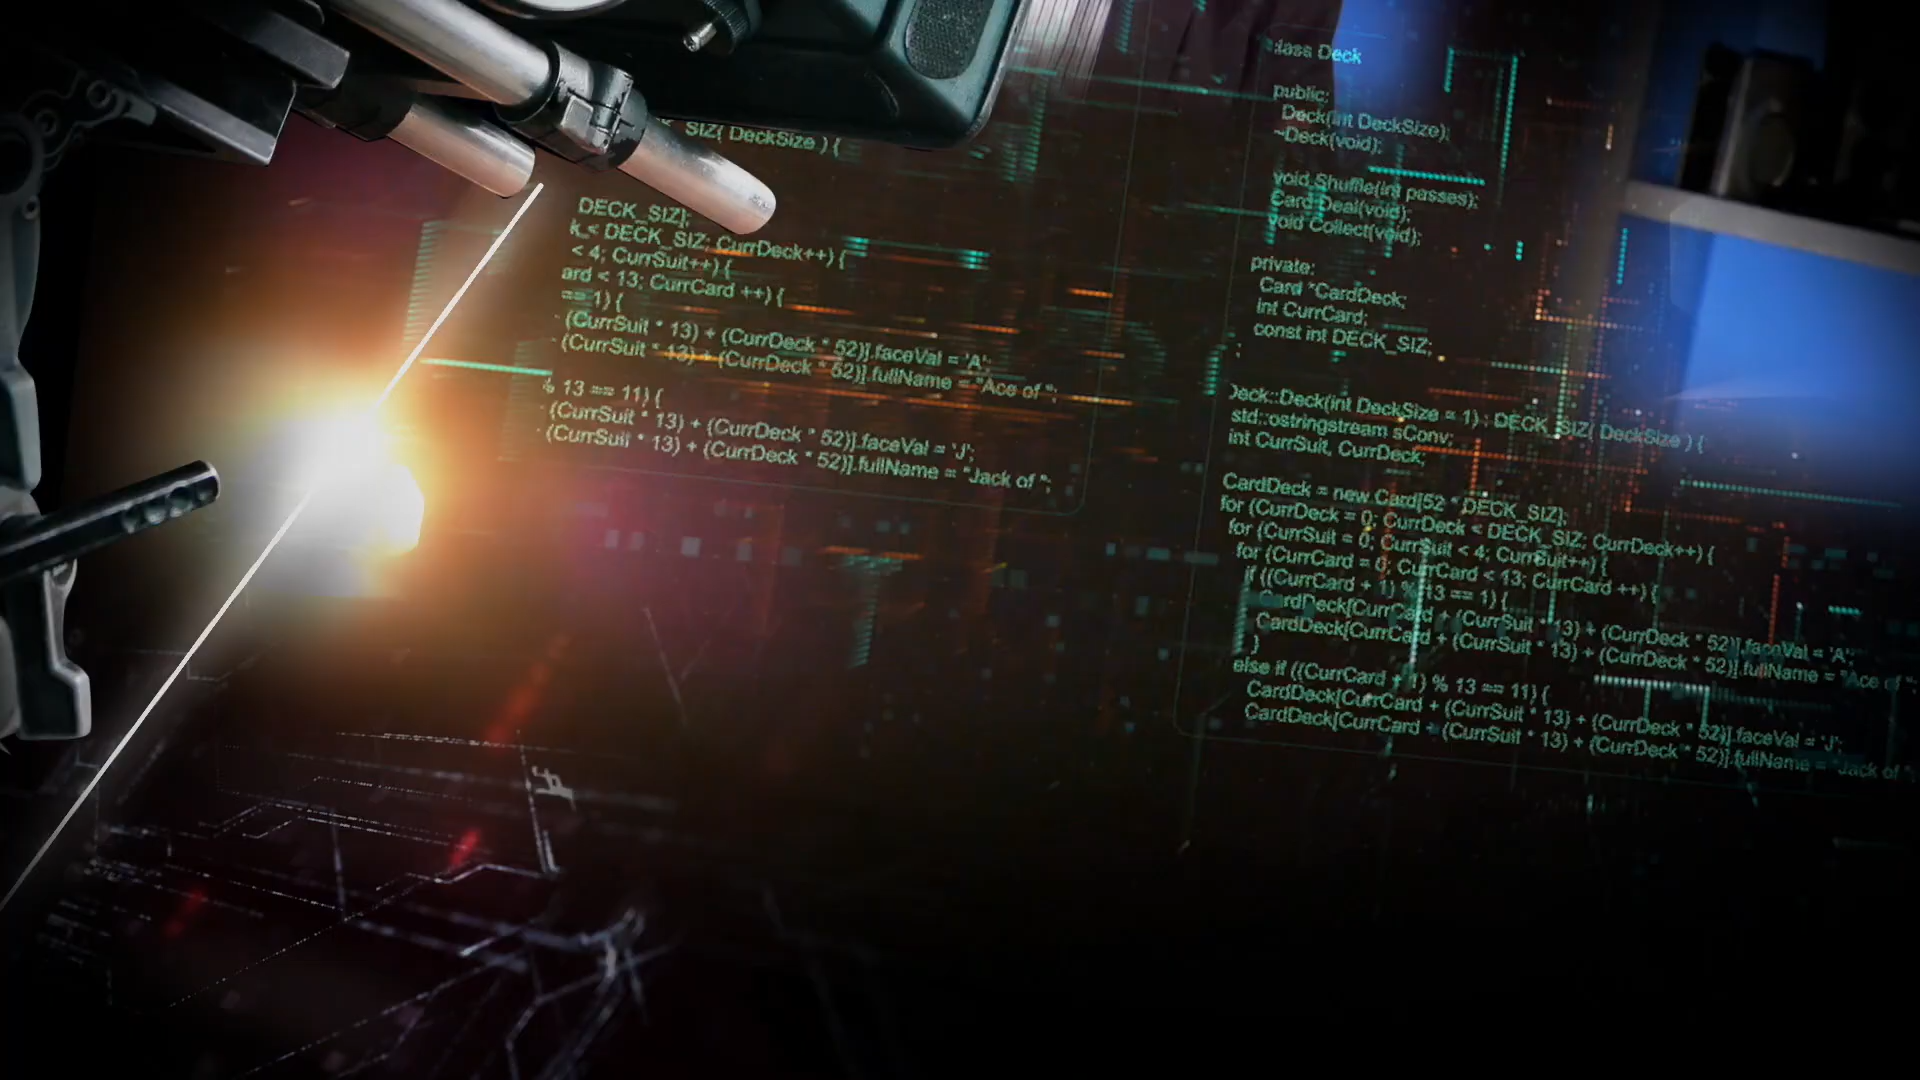 SIZ( DeckSize ) {
DECK_SIZ];
k < DECK_SIZ; CurrDeck++) {
< 4; CurrSuit++) {
ard < 13; CurrCard ++) {
== 1) {
(CurrSuit * 13) + (CurrDeck * 52)].faceVal = 'A';
(CurrSuit * 13) + (CurrDeck * 52)].fullName = "Ace of ";
% 13 == 11) {
(CurrSuit * 13) + (CurrDeck * 52)].faceVal = 'J';
(CurrSuit * 13) + (CurrDeck * 52)].fullName = "Jack of ";
lass Deck
public:
Deck(int DeckSize);
~Deck(void);
void Shuffle(int passes);
Card Deal(void);
void Collect(void);
private:
Card *CardDeck;
int CurrCard;
const int DECK_SIZ;
;
Deck::Deck(int DeckSize = 1) : DECK_SIZ( DeckSize ) {
std::ostringstream sConv;
int CurrSuit, CurrDeck;
CardDeck = new Card[52 * DECK_SIZ];
for (CurrDeck = 0; CurrDeck < DECK_SIZ; CurrDeck++) {
for (CurrSuit = 0; CurrSuit < 4; CurrSuit++) {
for (CurrCard = 0; CurrCard < 13; CurrCard ++) {
if ((CurrCard + 1) % 13 == 1) {
CardDeck[CurrCard + (CurrSuit * 13) + (CurrDeck * 52)].faceVal = 'A';
CardDeck[CurrCard + (CurrSuit * 13) + (CurrDeck * 52)].fullName = "Ace of ";
}
else if ((CurrCard + 1) % 13 == 11) {
CardDeck[CurrCard + (CurrSuit * 13) + (CurrDeck * 52)].faceVal = 'J';
CardDeck[CurrCard + (CurrSuit * 13) + (CurrDeck * 52)].fullName = "Jack of ";